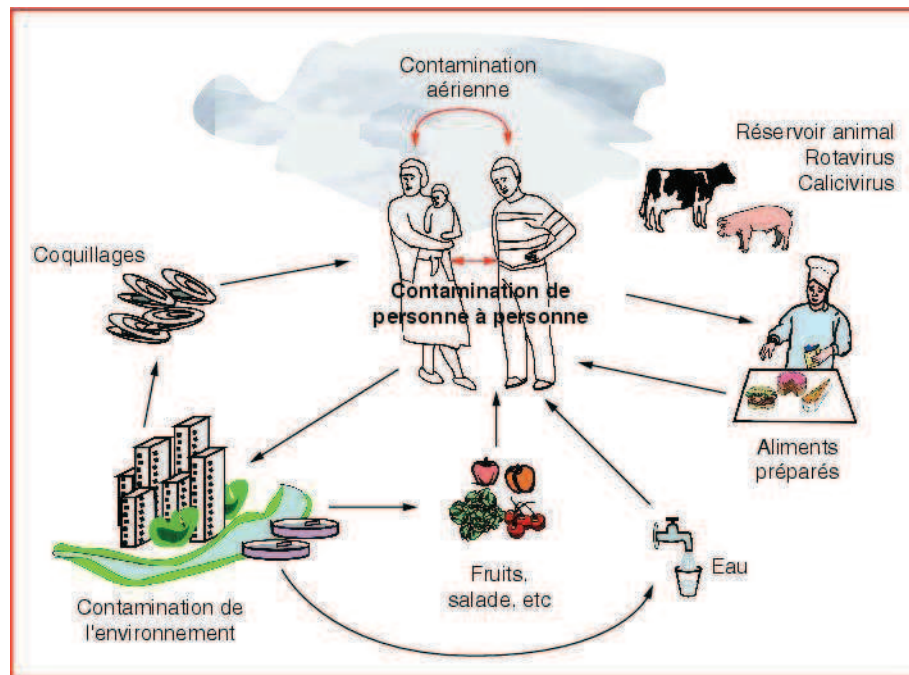 Contamination
aérienne
Réservoir animal
Rotavirus
Calicivirus
Coquillages
Contamination de
personne à personne
Aliments
préparés
Fruits,
salade, etc
Eau
Contamination de
l'environnement